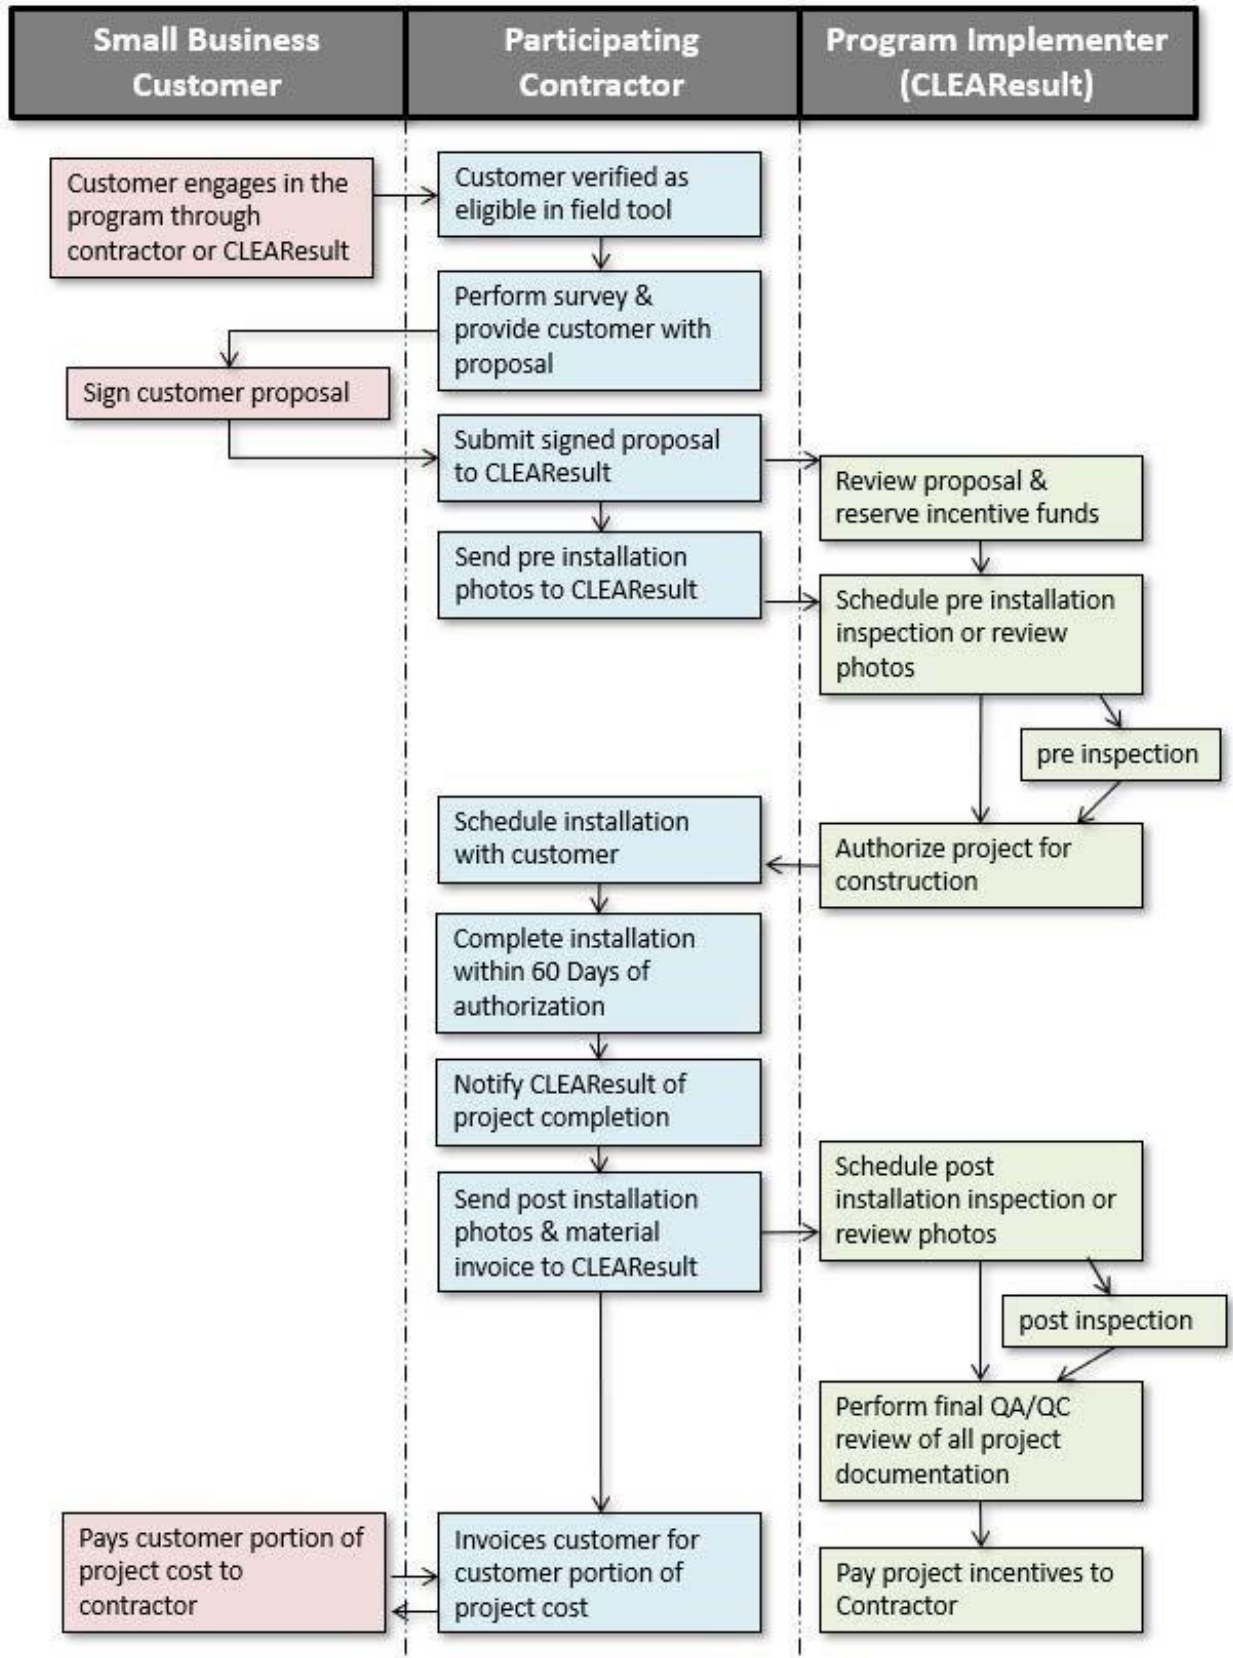 Small Business
Customer
Participating
Contractor
Program Implementer
(CLEAResult)
Customer engages in the
program through
contractor or CLEAResult
Customer verified as
eligible in field tool
Perform survey &
provide customer with
proposal
Sign customer proposal
Submit signed proposal
to CLEAResult
Review proposal &
reserve incentive funds
Send pre installation
photos to CLEAResult
Schedule pre installation
inspection or review
photos
pre inspection
Authorize project for
construction
Schedule installation
with customer
Complete installation
within 60 Days of
authorization
Notify CLEAResult of
project completion
Send post installation
photos & material
invoice to CLEAResult
Schedule post
installation inspection or
review photos
post inspection
Perform final QA/QC
review of all project
documentation
Invoices customer for
customer portion of
project cost
Pays customer portion of
project cost to
contractor
Pay project incentives to
Contractor